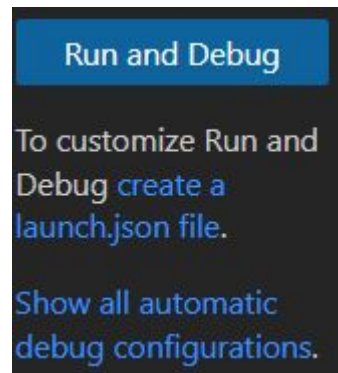 Run and Debug
To customize Run and
Debug create a
launch.json file.
Show all automatic
debug configurations.